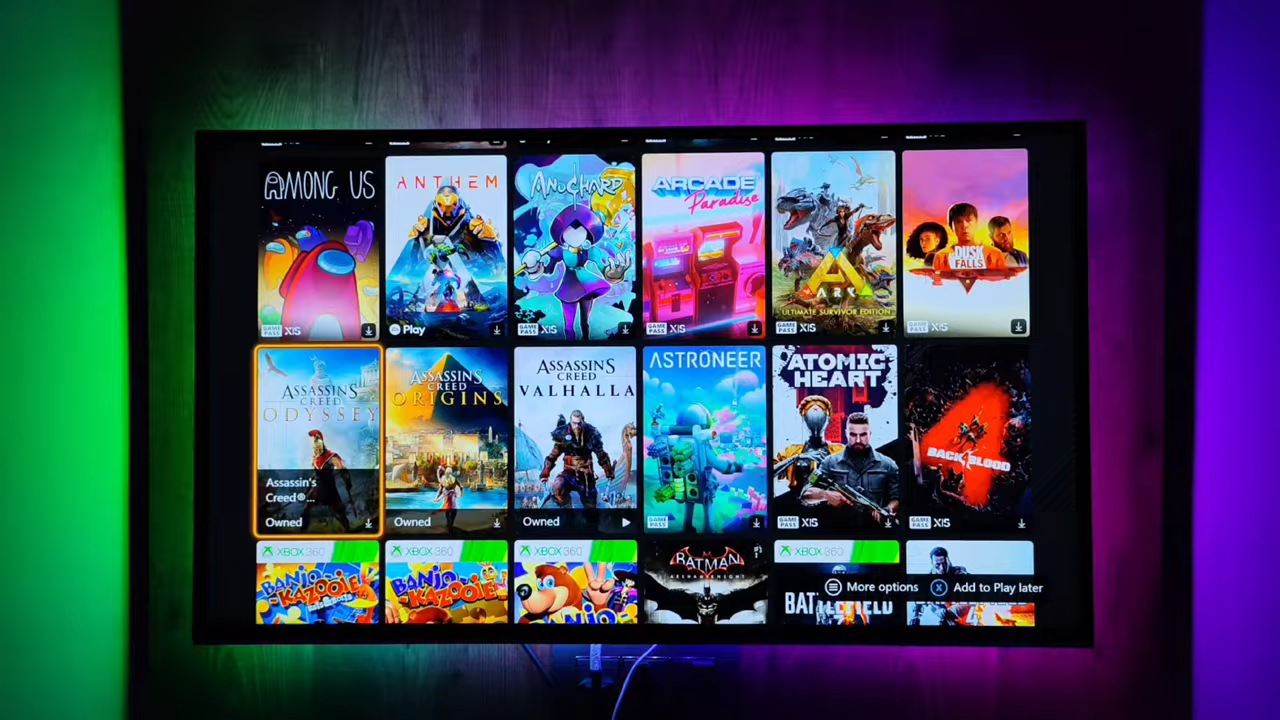 AMONG US
ANTHEM
ANUCHARD
ARCADE
Paradise
ARK
ULTIMATE SURVIVOR EDITION
DUSK
FALLS
GAME
PASS
X|S
Play
GAME
PASS
X|S
GAME
PASS
X|S
GAME
PASS
X|S
GAME
PASS
X|S
ASSASSIN'S
CREED
ODYSSEY
Assassin's
Creed®...
Owned
ASSASSIN'S
CREED
ORIGINS
Owned
ASSASSIN'S
CREED
VALHALLA
Owned
ASTRONEER
GAME
PASS
ATOMIC
HEART
GAME
PASS
X|S
BACK 4 BLOOD
GAME
PASS
X|S
XBOX 360
BANJO
KAZOOIE
XBOX 360
BANJO
KAZOOIE
XBOX 360
BANJO
BATMAN
ARKHAM KNIGHT
XBOX 360
BATTLEFIELD
More options
X Add to Play later